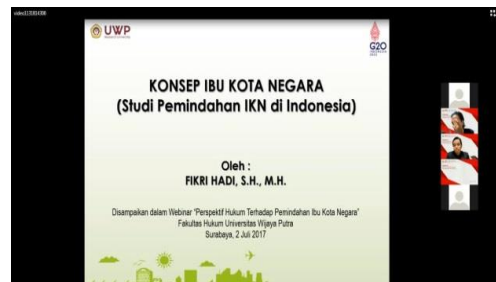 UWP
G20
KONSEP IBU KOTA NEGARA
(Studi Pemindahan IKN di Indonesia)
Oleh :
FIKRI HADI, S.H., M.H.
Disampaikan dalam Webinar "Perspektif Hukum Terhadap Pemindahan Ibu Kota Negara"
Fakultas Hukum Universitas Wijaya Putra
Surabaya, 2 Juli 2017